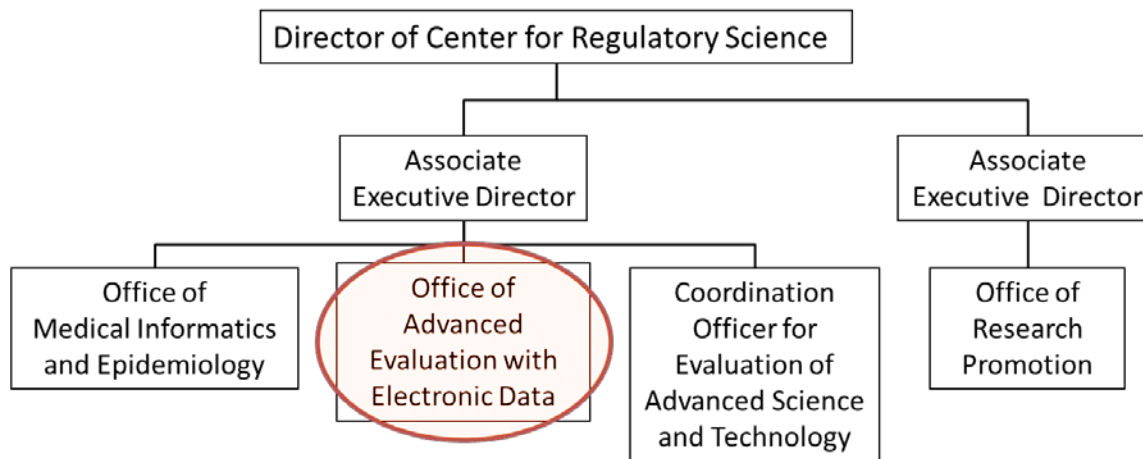 Director of Center for Regulatory Science
Associate
Executive Director
Associate
Executive Director
Office of
Medical Informatics
and Epidemiology
Office of
Advanced
Evaluation with
Electronic Data
Coordination
Officer for
Evaluation of
Advanced Science
and Technology
Office of
Research
Promotion